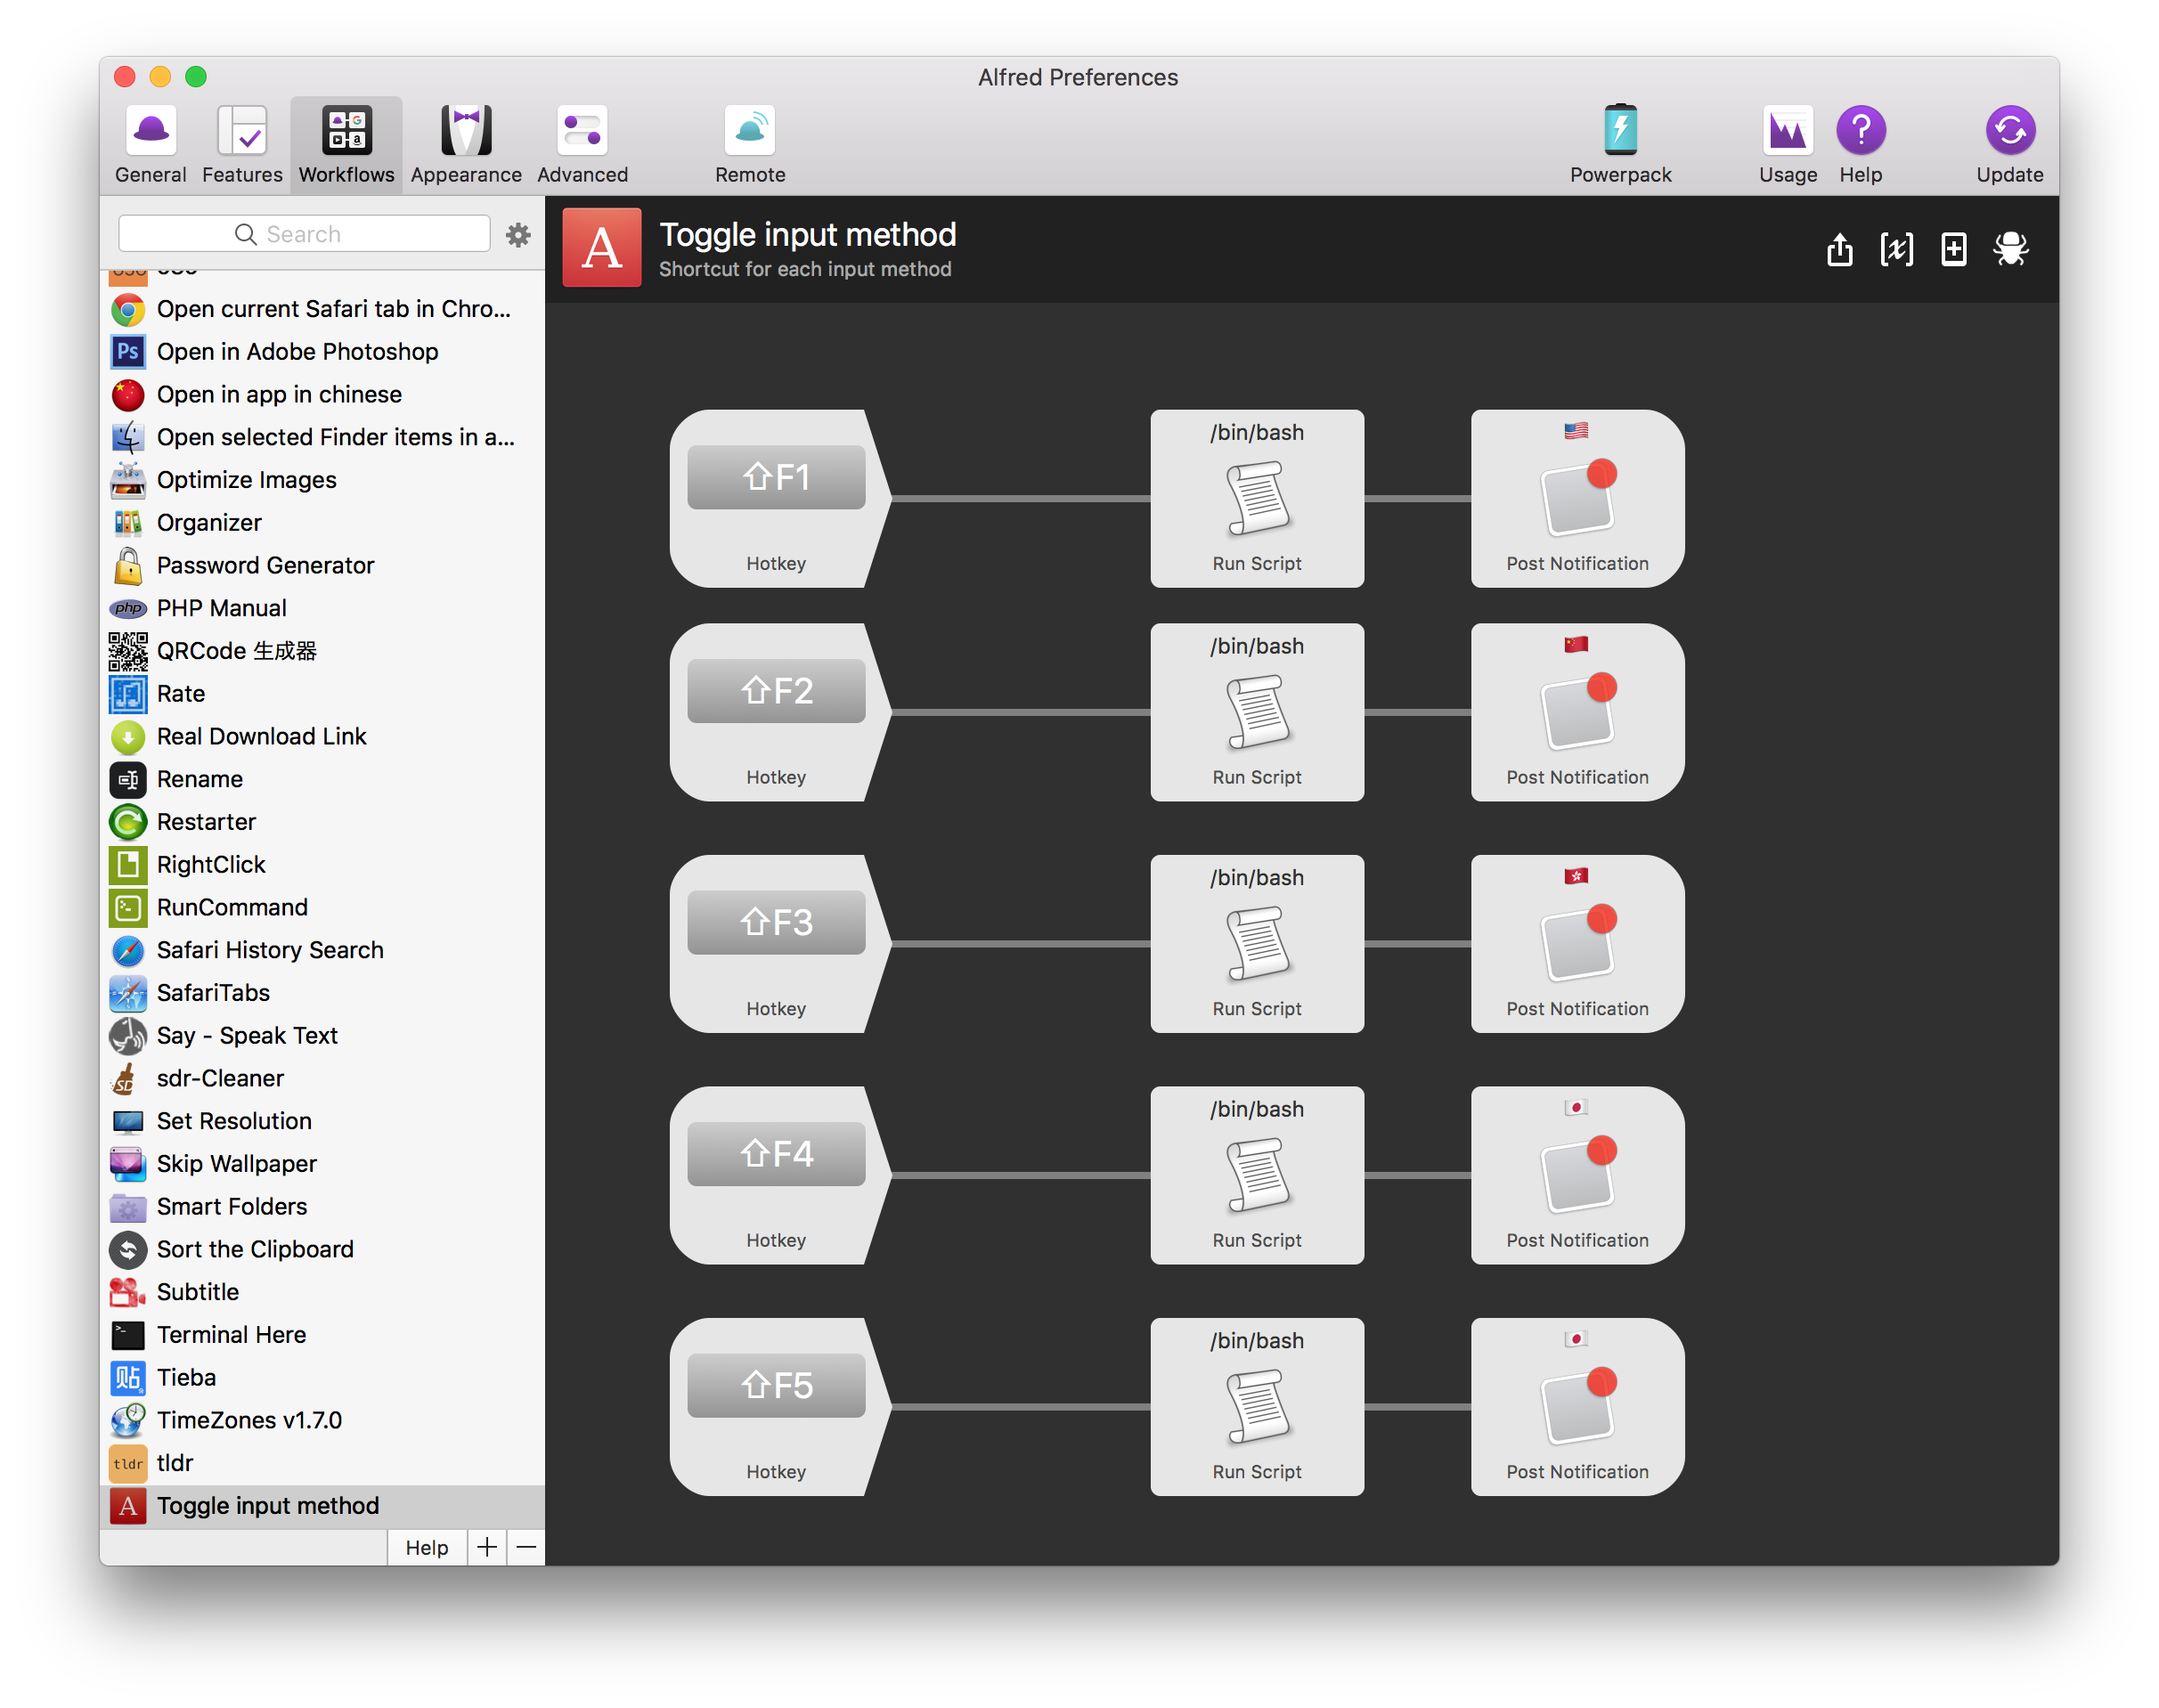 Alfred Preferences
General
Features
Workflows
Appearance
Advanced
Remote
Powerpack
Usage
Help
Update
Search
Open current Safari tab in Chro...
Open in Adobe Photoshop
Open in app in chinese
Open selected Finder items in a...
Optimize Images
Organizer
Password Generator
PHP Manual
QRCode 生成器
Rate
Real Download Link
Rename
Restarter
RightClick
RunCommand
Safari History Search
SafariTabs
Say - Speak Text
sdr-Cleaner
Set Resolution
Skip Wallpaper
Smart Folders
Sort the Clipboard
Subtitle
Terminal Here
Tieba
TimeZones v1.7.0
tldr
Toggle input method
Help
Ps
php
SD
贴
tldr
A
A
Toggle input method
Shortcut for each input method
⇧F1
Hotkey
/bin/bash
Run Script
Post Notification
⇧F2
Hotkey
/bin/bash
Run Script
Post Notification
⇧F3
Hotkey
/bin/bash
Run Script
Post Notification
⇧F4
Hotkey
/bin/bash
Run Script
Post Notification
⇧F5
Hotkey
/bin/bash
Run Script
Post Notification